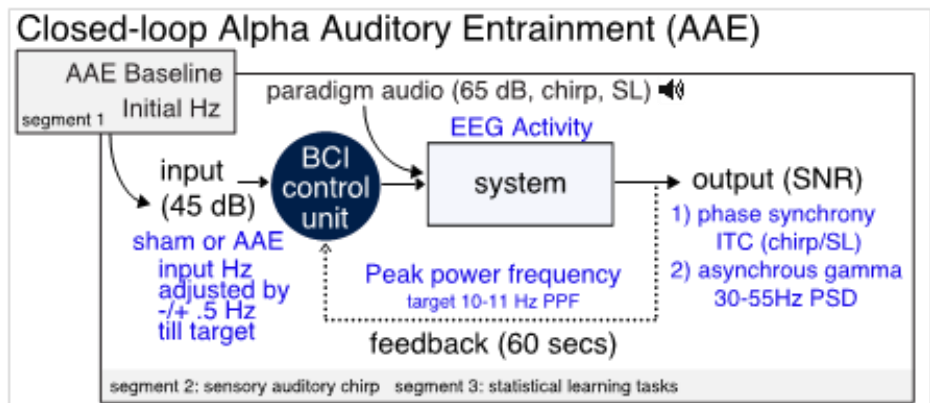 Closed-loop Alpha Auditory Entrainment (AAE)
AAE Baseline
Initial Hz
segment 1
paradigm audio (65 dB, chirp, SL)
EEG Activity
input
(45 dB)
BCI
control
unit
system
output (SNR)
sham or AAE
input Hz
adjusted by
-/+ .5 Hz
till target
1) phase synchrony
ITC (chirp/SL)
2) asynchrous gamma
30-55Hz PSD
Peak power frequency
target 10-11 Hz PPF
feedback (60 secs)
segment 2: sensory auditory chirp segment 3: statistical learning tasks